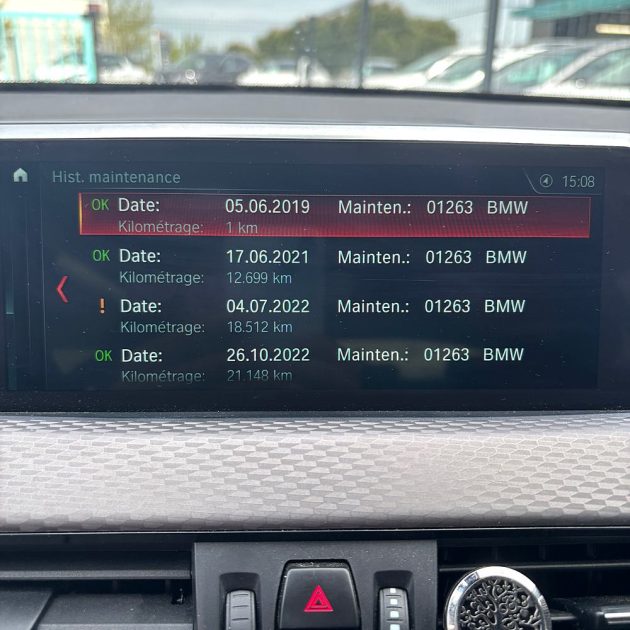 Hist. maintenance 15:08
OK Date: 05.06.2019 Mainten.: 01263 BMW
Kilométrage: 1 km
OK Date: 17.06.2021 Mainten.: 01263 BMW
Kilométrage: 12.699 km
! Date: 04.07.2022 Mainten.: 01263 BMW
Kilométrage: 18.512 km
OK Date: 26.10.2022 Mainten.: 01263 BMW
Kilométrage: 21.148 km